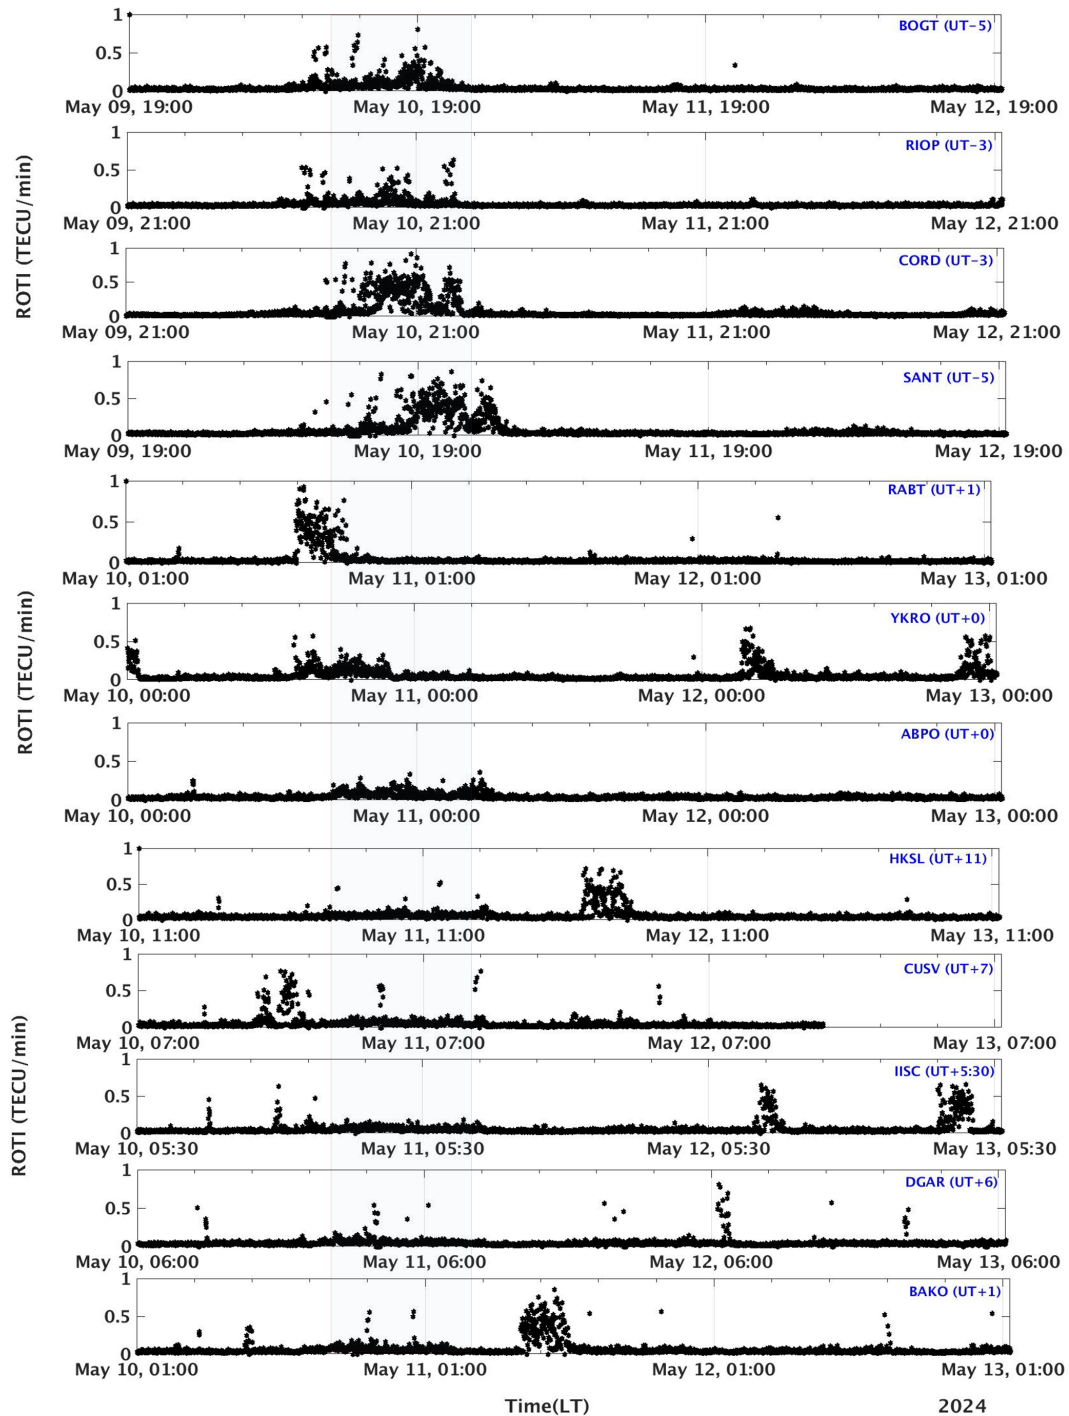 BOGT (UT−5)
1
0.5
0
May 09, 19:00 May 10, 19:00 May 11, 19:00 May 12, 19:00
RIOP (UT−3)
1
0.5
0
May 09, 21:00 May 10, 21:00 May 11, 21:00 May 12, 21:00
ROTI (TECU/min)
CORD (UT−3)
1
0.5
0
May 09, 21:00 May 10, 21:00 May 11, 21:00 May 12, 21:00
SANT (UT−5)
1
0.5
0
May 09, 19:00 May 10, 19:00 May 11, 19:00 May 12, 19:00
RABT (UT+1)
1
0.5
0
May 10, 01:00 May 11, 01:00 May 12, 01:00 May 13, 01:00
YKRO (UT+0)
1
0.5
0
May 10, 00:00 May 11, 00:00 May 12, 00:00 May 13, 00:00
ROTI (TECU/min)
ABPO (UT+0)
1
0.5
0
May 10, 00:00 May 11, 00:00 May 12, 00:00 May 13, 00:00
HKSL (UT+11)
1
0.5
0
May 10, 11:00 May 11, 11:00 May 12, 11:00 May 13, 11:00
CUSV (UT+7)
1
0.5
0
May 10, 07:00 May 11, 07:00 May 12, 07:00 May 13, 07:00
IISC (UT+5:30)
1
0.5
0
May 10, 05:30 May 11, 05:30 May 12, 05:30 May 13, 05:30
ROTI (TECU/min)
DGAR (UT+6)
1
0.5
0
May 10, 06:00 May 11, 06:00 May 12, 06:00 May 13, 06:00
BAKO (UT+1)
1
0.5
0
May 10, 01:00 May 11, 01:00 May 12, 01:00 May 13, 01:00
Time(LT) 2024